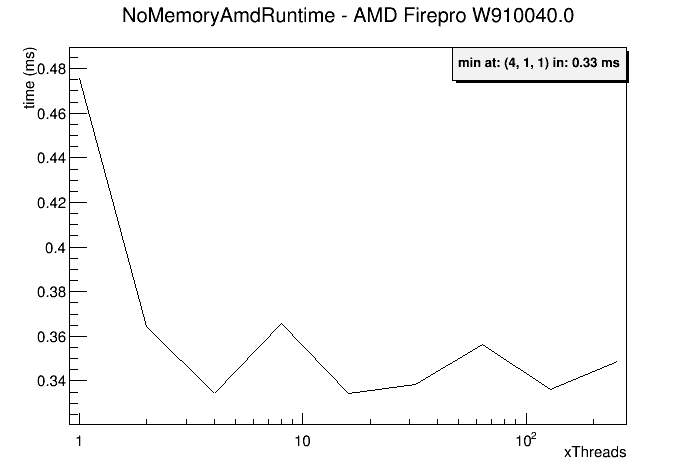 NoMemoryAmdRuntime - AMD Firepro W910040.0
min at: (4, 1, 1) in: 0.33 ms
time (ms)
0.48
0.46
0.44
0.42
0.4
0.38
0.36
0.34
1
10
10²
xThreads